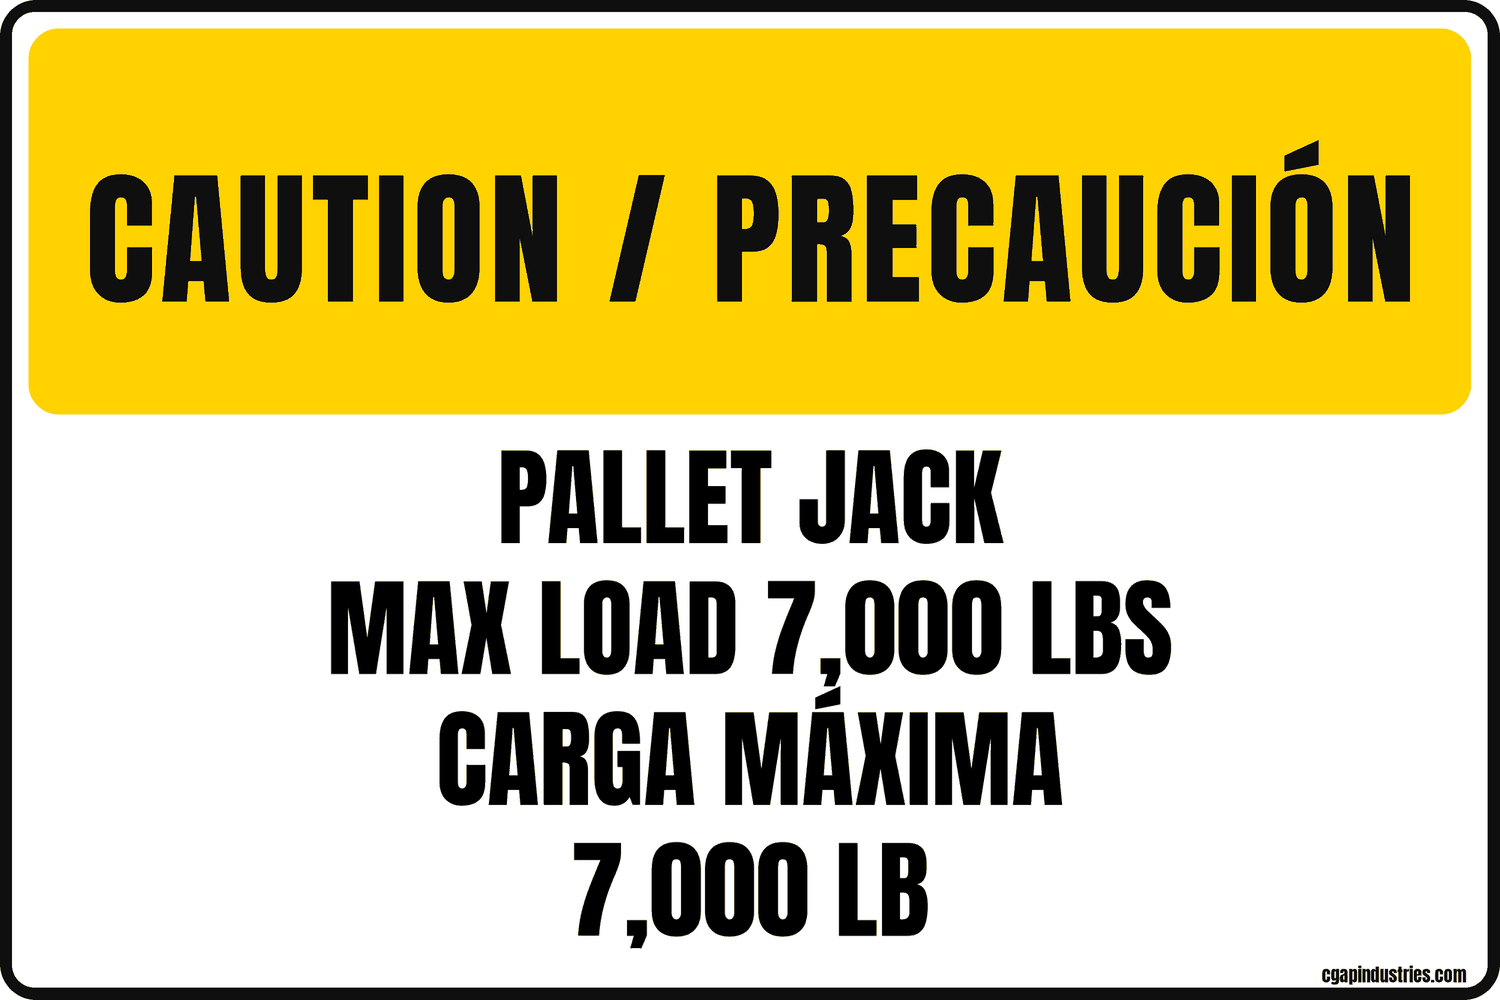 CAUTION / PRECAUCIÓN
PALLET JACK
MAX LOAD 7,000 LBS
CARGA MÁXIMA
7,000 LB
cgapindustries.com